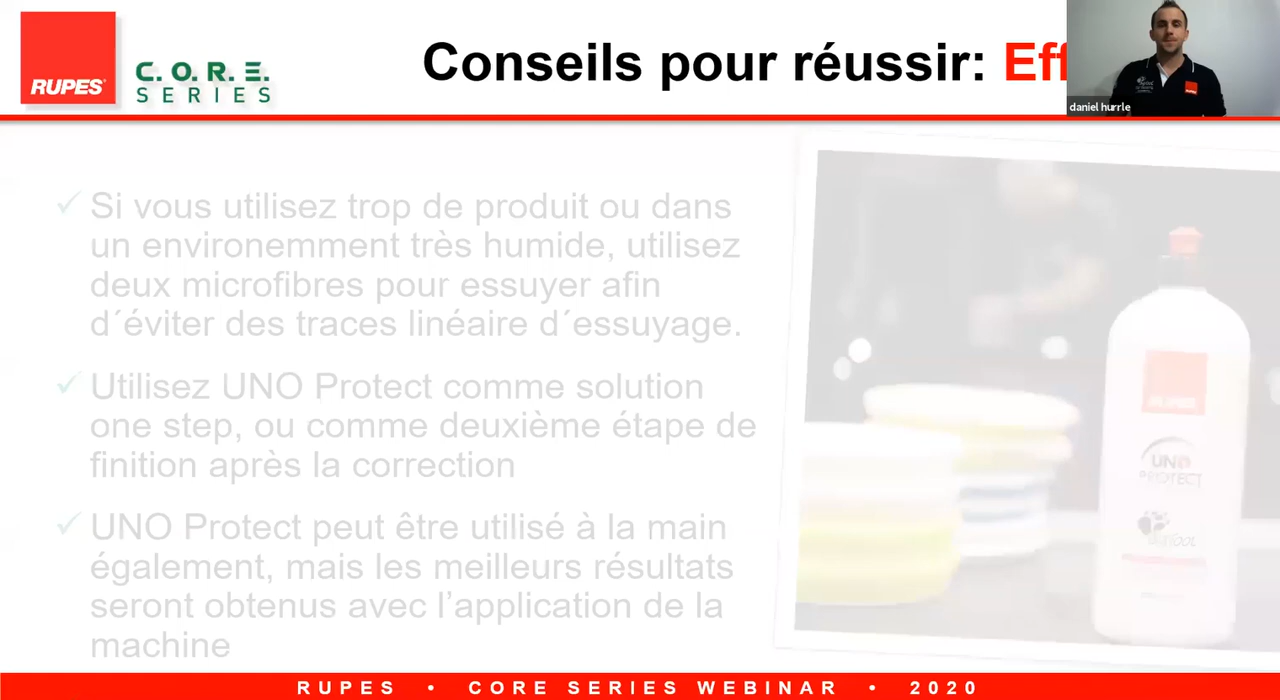 RUPES
C.O.R.E.
SERIES
Conseils pour réussir: Eff
daniel hurrle
Si vous utilisez trop de produit ou dans
un environemment très humide, utilisez
deux microfibres pour essuyer afin
d´éviter des traces linéaire d´essuyage.
Utilisez UNO Protect comme solution
one step, ou comme deuxième étape de
finition après la correction
UNO Protect peut être utilisé à la main
également, mais les meilleurs résultats
seront obtenus avec l’application de la
machine
UNO
PROTECT
RUPES • CORE SERIES WEBINAR • 2020